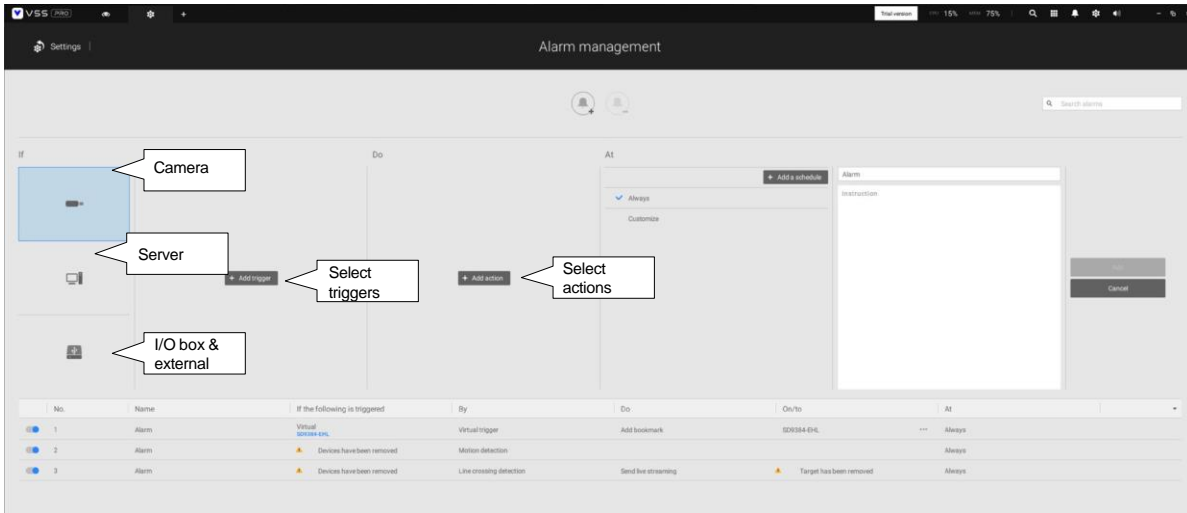 VSS PRO
Trial version
15%
75%
Settings
Alarm management
Search alarms
If
Do
At
Camera
+ Add a schedule
Alarm
Always
Instruction
Customize
Server
+ Add trigger
Select
triggers
+ Add action
Select
actions
Cancel
I/O box &
external
No. Name If the following is triggered By Do On/to At
1 Alarm Virtual Virtual trigger Add bookmark SD9384-EHL ... Always
SD9384-EHL
2 Alarm Devices have been removed Motion detection Always
3 Alarm Devices have been removed Line crossing detection Send live streaming Target has been removed Always